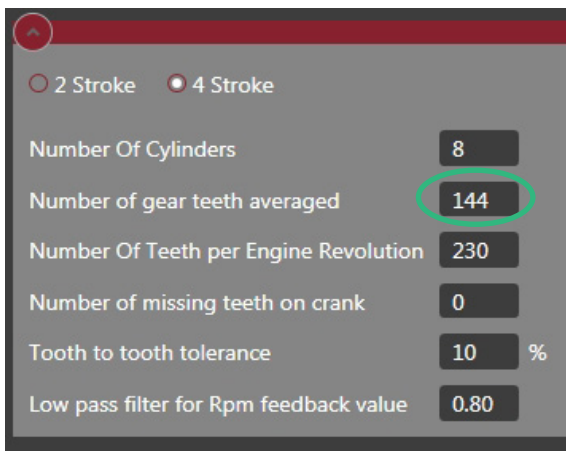 2 Stroke 4 Stroke
Number Of Cylinders 8
Number of gear teeth averaged 144
Number Of Teeth per Engine Revolution 230
Number of missing teeth on crank 0
Tooth to tooth tolerance 10 %
Low pass filter for Rpm feedback value 0.80